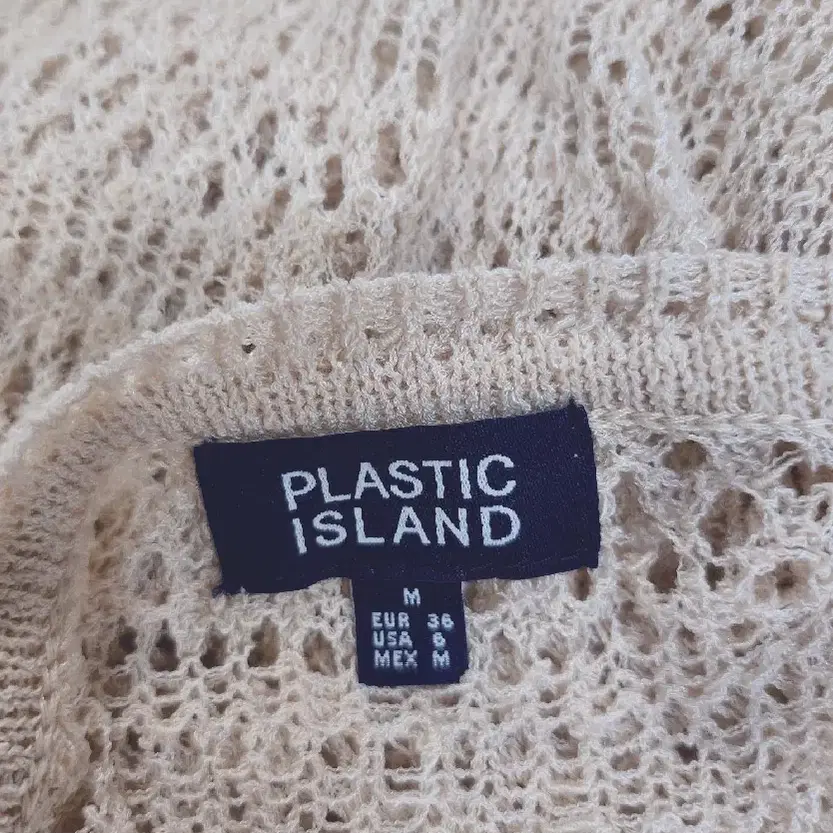 PLASTIC
ISLAND
M
EUR 36
USA 6
MEX M